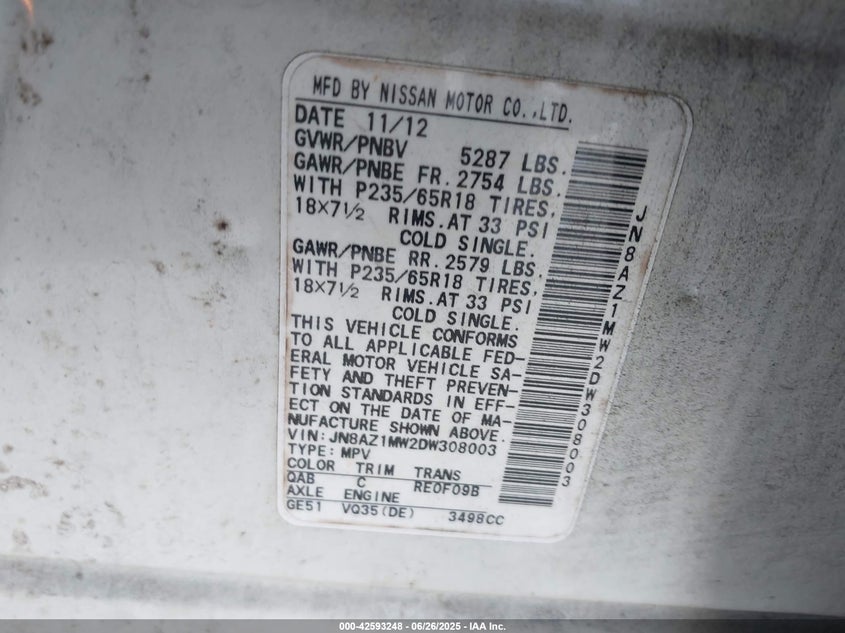 MFD BY NISSAN MOTOR CO.,LTD.
DATE 11/12
GVWR/PNBV 5287 LBS.
GAWR/PNBE FR. 2754 LBS.
WITH P235/65R18 TIRES,
18X7½ RIMS.AT 33 PSI
COLD SINGLE.
GAWR/PNBE RR. 2579 LBS.
WITH P235/65R18 TIRES,
18X7½ RIMS.AT 33 PSI
COLD SINGLE.
THIS VEHICLE CONFORMS
TO ALL APPLICABLE FED-
ERAL MOTOR VEHICLE SA-
FETY AND THEFT PREVEN-
TION STANDARDS IN EFF-
ECT ON THE DATE OF MA-
NUFACTURE SHOWN ABOVE.
VIN: JN8AZ1MW2DW308003
TYPE: MPV
COLOR TRIM TRANS
QAB C RE0F09B
AXLE ENGINE
GE51 VQ35(DE) 3498CC
JN8AZ1MW2DW308003
000-42593248 - 06/26/2025 - IAA Inc.